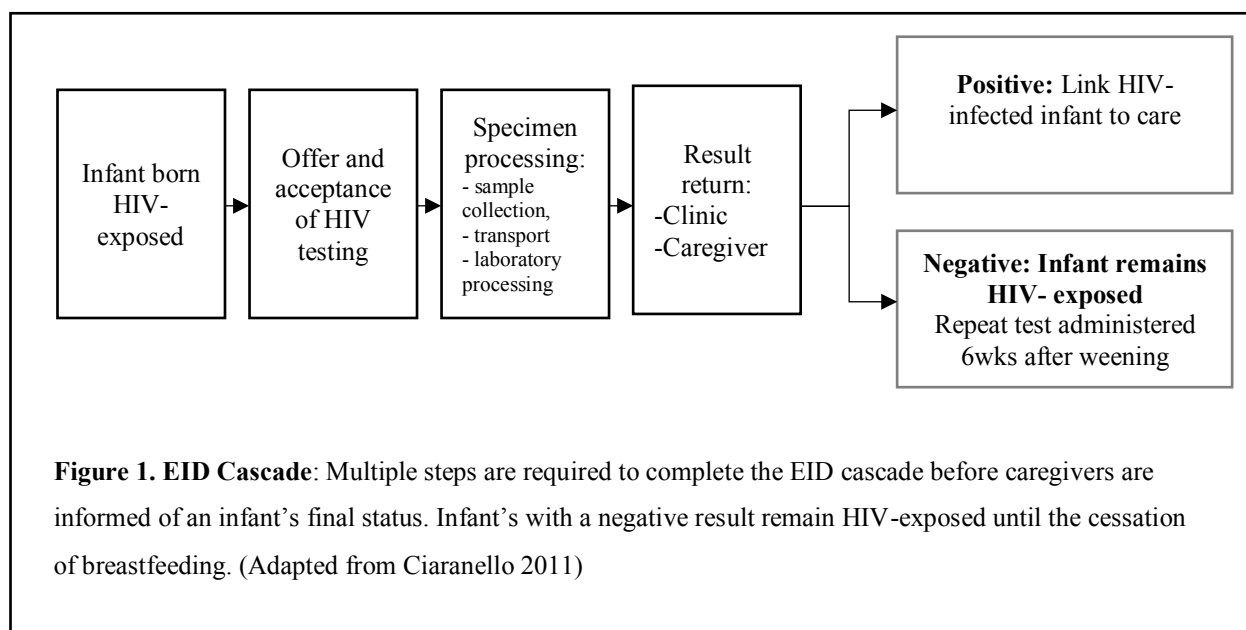 Infant born
HIV-
exposed
Offer and
acceptance
of HIV
testing
Specimen
processing:
- sample
collection,
- transport
- laboratory
processing
Result
return:
-Clinic
-Caregiver
Positive: Link HIV-
infected infant to care
Negative: Infant remains
HIV- exposed
Repeat test administered
6wks after weening
Figure 1. EID Cascade: Multiple steps are required to complete the EID cascade before caregivers are
informed of an infant’s final status. Infant’s with a negative result remain HIV-exposed until the cessation
of breastfeeding. (Adapted from Ciaranello 2011)